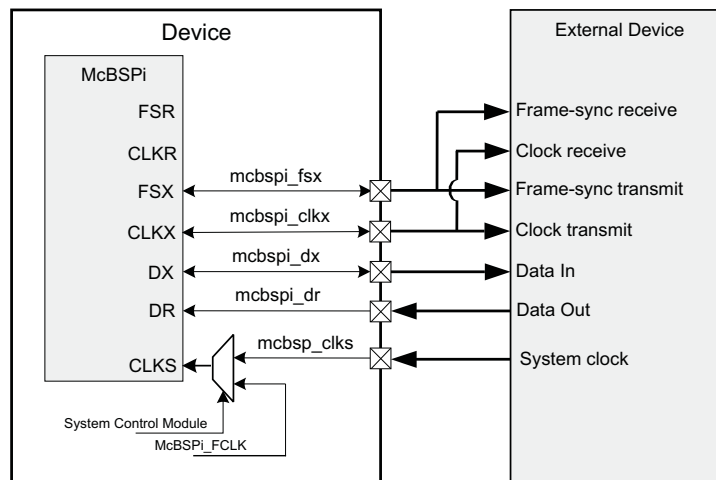 Device
External Device
McBSPi
FSR
Frame-sync receive
CLKR
Clock receive
FSX
mcbspi_fsx
Frame-sync transmit
CLKX
mcbspi_clkx
Clock transmit
DX
mcbspi_dx
Data In
DR
mcbspi_dr
Data Out
CLKS
mcbsp_clks
System clock
System Control Module
McBSPi_FCLK